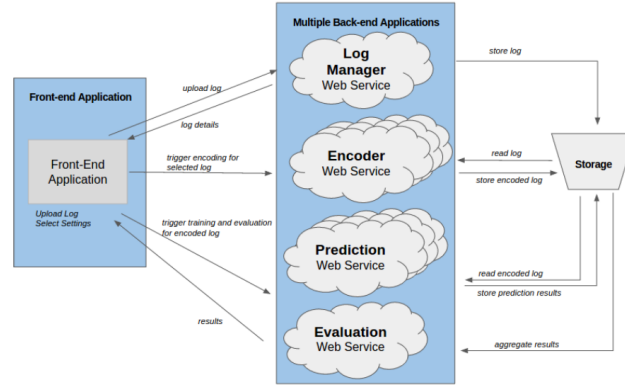 Multiple Back-end Applications
Log
Manager
Web Service
store log
Front-end Application
upload log
log details
Front-End
Application
trigger encoding for
selected log
Encoder
Web Service
read log
store encoded log
Storage
Upload Log
Select Settings
trigger training and evaluation
for encoded log
Prediction
Web Service
read encoded log
store prediction results
results
Evaluation
Web Service
aggregate results